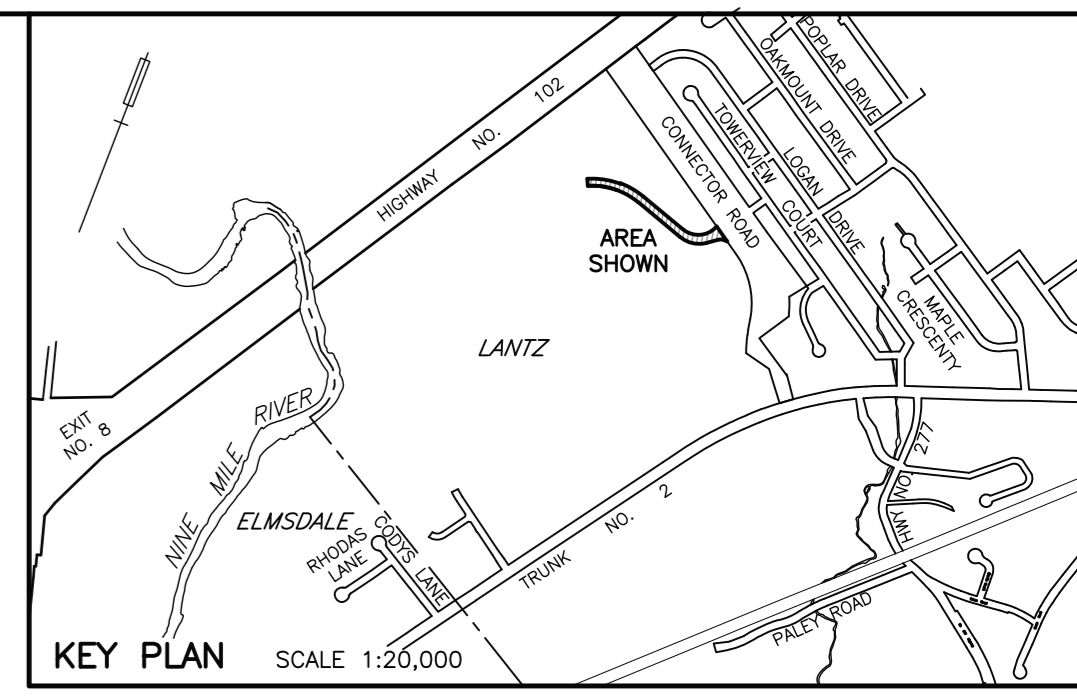 POPLAR DRIVE
OAKMOUNT DRIVE
HIGHWAY NO. 102
CONNECTOR ROAD
TOWERVIEW COURT
LOGAN DRIVE
AREA
SHOWN
MAPLE
CRESCENTY
LANTZ
EXIT
NO. 8
NINE MILE RIVER
ELMSDALE
RHODAS
LANE
CODYS LANE
TRUNK NO. 2
HWY NO. 277
PALEY ROAD
KEY PLAN
SCALE 1:20,000